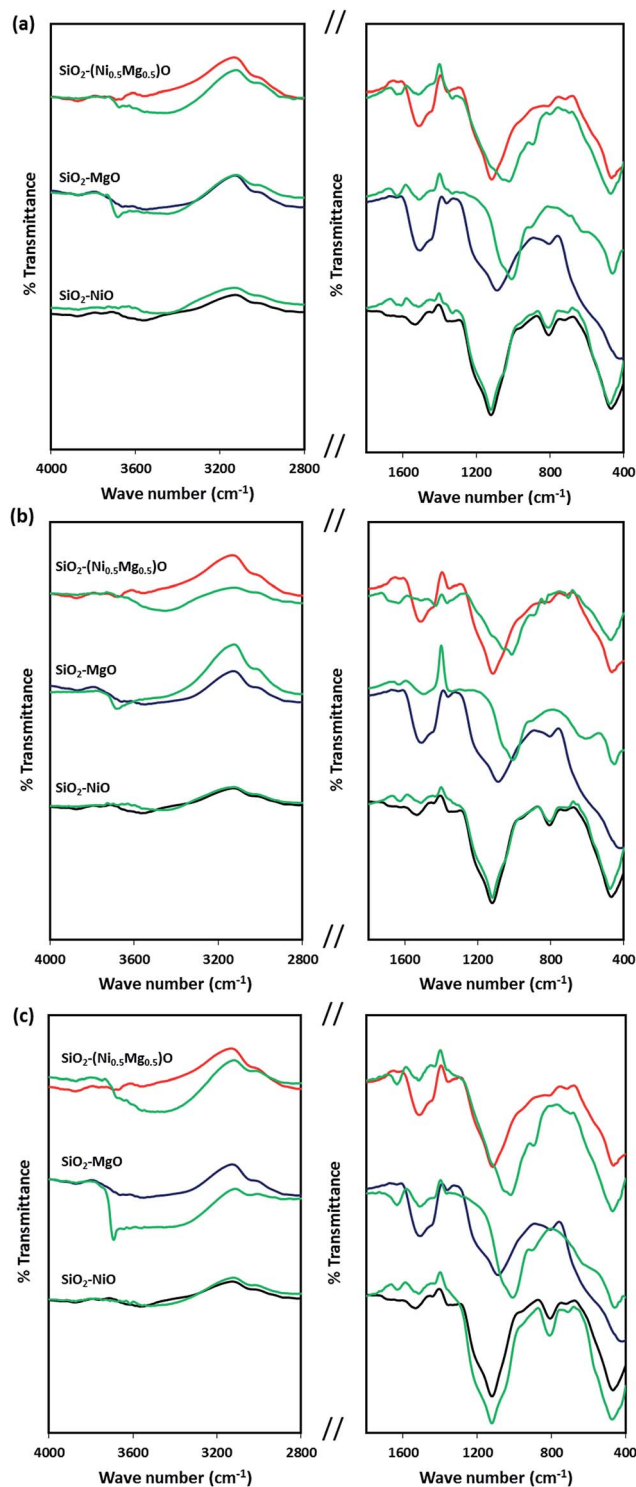 (a)
//
SiO₂-(Ni₀.₅Mg₀.₅)O
SiO₂-MgO
SiO₂-NiO
% Transmittance
% Transmittance
//
4000 3600 3200 2800
1600 1200 800 400
Wave number (cm⁻¹)
Wave number (cm⁻¹)
(b)
//
SiO₂-(Ni₀.₅Mg₀.₅)O
SiO₂-MgO
SiO₂-NiO
% Transmittance
% Transmittance
//
4000 3600 3200 2800
1600 1200 800 400
Wave number (cm⁻¹)
Wave number (cm⁻¹)
(c)
//
SiO₂-(Ni₀.₅Mg₀.₅)O
SiO₂-MgO
SiO₂-NiO
% Transmittance
% Transmittance
//
4000 3600 3200 2800
1600 1200 800 400
Wave number (cm⁻¹)
Wave number (cm⁻¹)